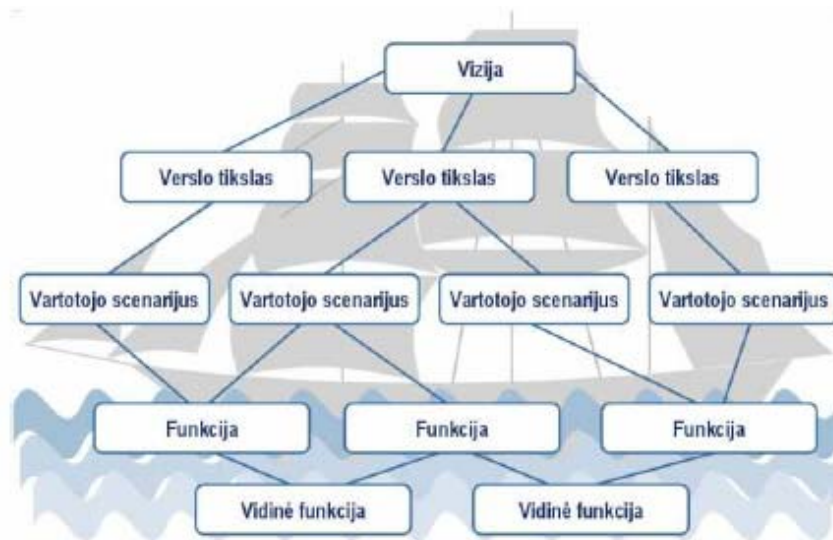 Vizija
Verslo tikslas
Verslo tikslas
Verslo tikslas
Vartotojo scenarijus
Vartotojo scenarijus
Vartotojo scenarijus
Vartotojo scenarijus
Funkcija
Funkcija
Funkcija
Vidinė funkcija
Vidinė funkcija